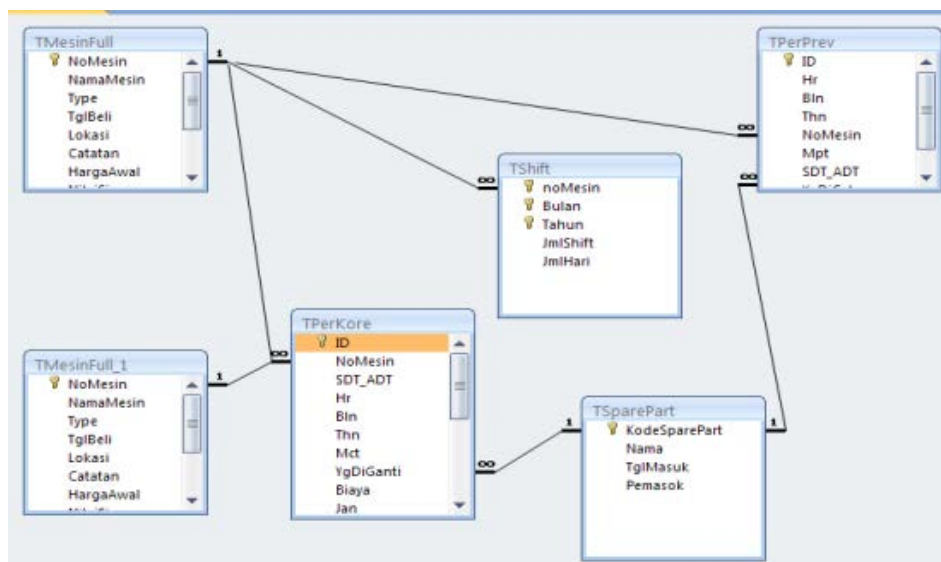 TMesinFull
1
NoMesin
NamaMesin
Type
TglBeli
Lokasi
Catatan
HargaAwal
TPerPrev
ID
Hr
Bln
Thn
NoMesin
Mpt
SDT_ADT
∞
∞
TShift
∞
noMesin
Bulan
Tahun
JmlShift
JmlHari
TPerKore
∞
ID
NoMesin
SDT_ADT
Hr
Bln
Thn
Mct
YgDiGanti
Biaya
Jan
∞
TMesinFull_1
1
NoMesin
NamaMesin
Type
TglBeli
Lokasi
Catatan
HargaAwal
TSparePart
1
KodeSparePart
1
Nama
TglMasuk
Pemasok